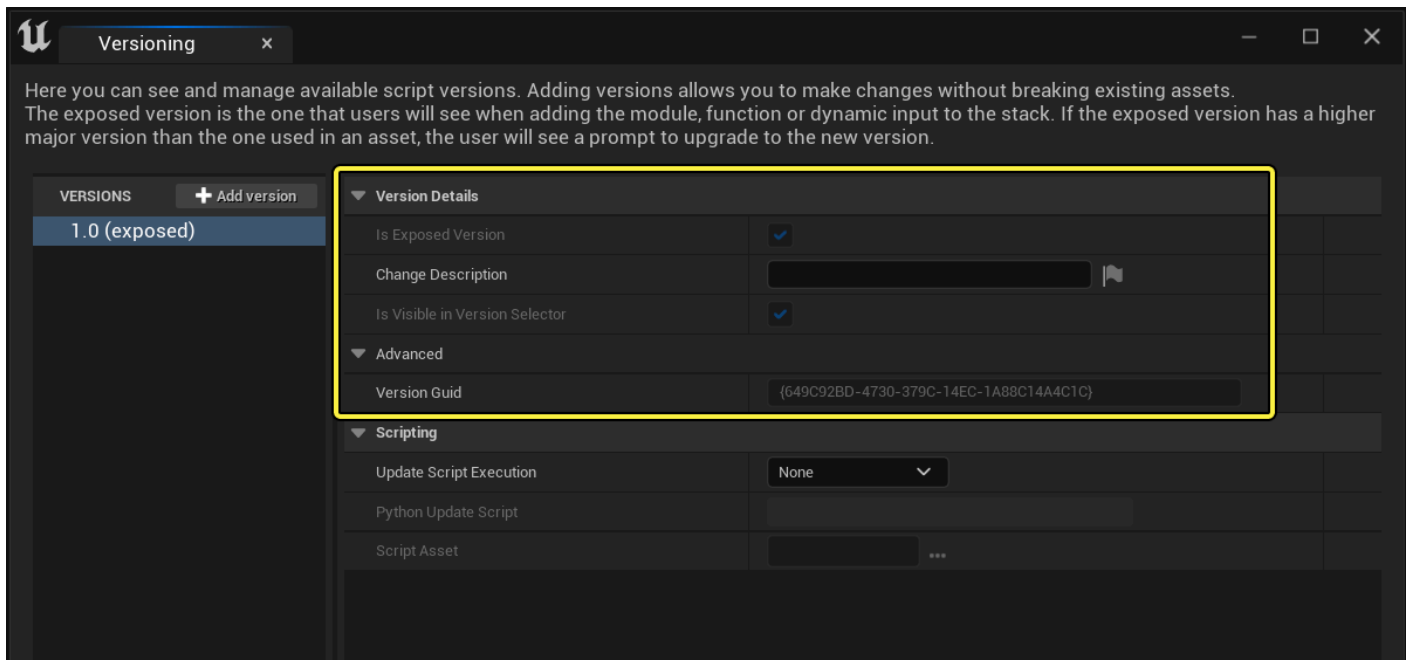 Versioning
Here you can see and manage available script versions. Adding versions allows you to make changes without breaking existing assets.
The exposed version is the one that users will see when adding the module, function or dynamic input to the stack. If the exposed version has a higher
major version than the one used in an asset, the user will see a prompt to upgrade to the new version.
VERSIONS
Add version
1.0 (exposed)
Version Details
Is Exposed Version
Change Description
Is Visible in Version Selector
Advanced
Version Guid
{649C92BD-4730-379C-14EC-1A88C14A4C1C}
Scripting
Update Script Execution
None
Python Update Script
Script Asset